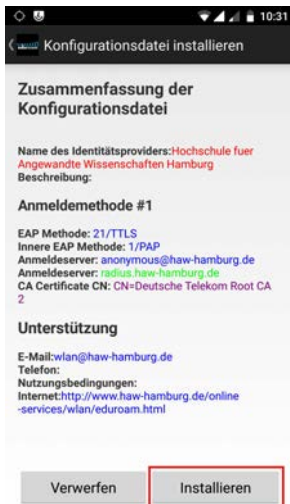 10:31
Konfigurationsdatei installieren
Zusammenfassung der
Konfigurationsdatei
Name des Identitätsproviders:Hochschule fuer
Angewandte Wissenschaften Hamburg
Beschreibung:
Anmeldemethode #1
EAP Methode: 21/TTLS
Innere EAP Methode: 1/PAP
Anmeldeserver: anonymous@haw-hamburg.de
Anmeldeserver: radius.haw-hamburg.de
CA Certificate CN: CN=Deutsche Telekom Root CA
2
Unterstützung
E-Mail:wlan@haw-hamburg.de
Telefon:
Nutzungsbedingungen:
Internet:http://www.haw-hamburg.de/online
-services/wlan/eduroam.html
Verwerfen
Installieren